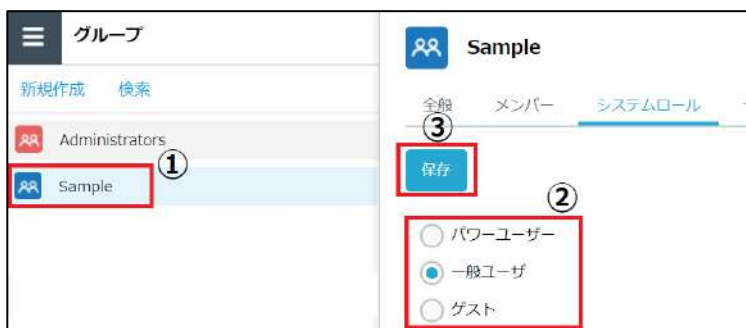 グループ
新規作成 検索
Administrators
①
Sample
Sample
全般 メンバー システムロール
③
保存
②
パワーユーザー
一般ユーザ
ゲスト